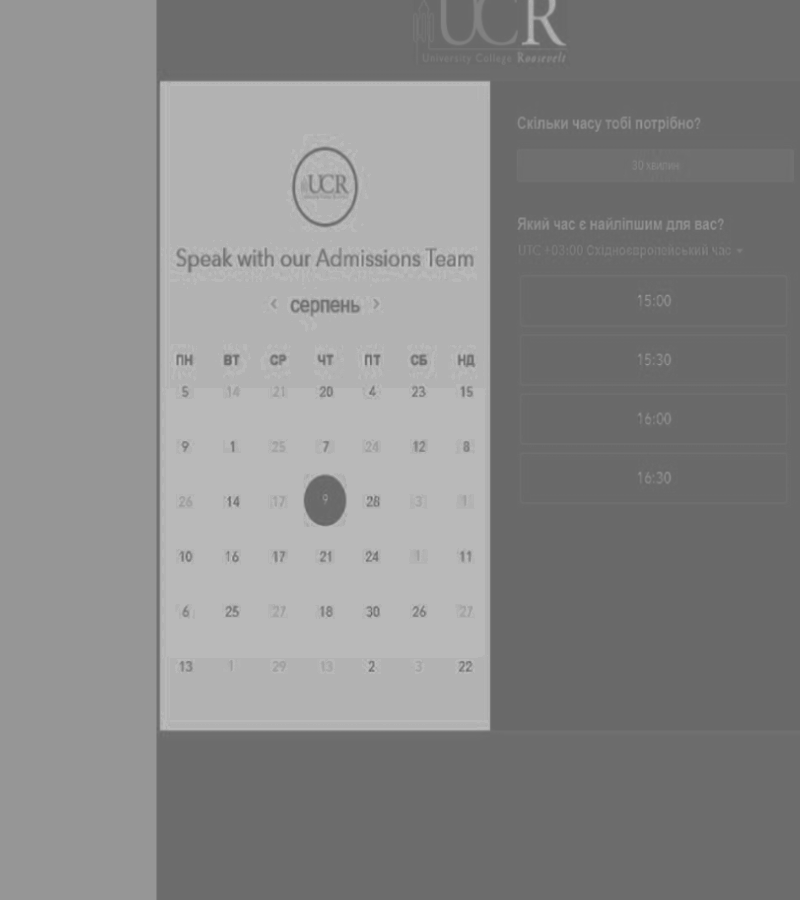 UCR
University College Roosevelt
UCR
Speak with our Admissions Team
‹ серпень ›
ПН ВТ СР ЧТ ПТ СБ НД
5 14 21 20 4 23 15
9 1 25 7 24 12 8
26 14 17 9 28 3 1
10 16 17 21 24 1 11
6 25 27 18 30 26 27
13 1 29 13 2 3 22
Скільки часу тобі потрібно?
30 хвилин
Який час є найліпшим для вас?
UTC +03:00 Східноєвропейський час
15:00
15:30
16:00
16:30